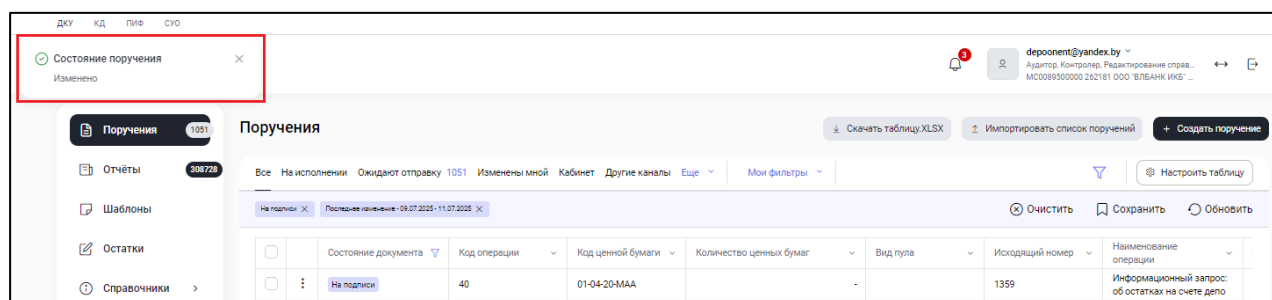 ДКУ КД ПИФ СУО
Состояние поручения
Изменено
3
depoonent@yandex.by
Аудитор, Контролер, Редактирование справ...
MC0089500000 262181 ООО "ВЛБАНК ИКБ" ...
Поручения 1051
Отчёты 308728
Шаблоны
Остатки
Справочники
Поручения
Скачать таблицу.XLSX
Импортировать список поручений
+ Создать поручение
Все На исполнении Ожидают отправку 1051 Изменены мной Кабинет Другие каналы Еще Мои фильтры
Настроить таблицу
На подписи Последнее изменение - 09.07.2025 - 11.07.2025
Очистить Сохранить Обновить
Состояние документа Код операции Код ценной бумаги Количество ценных бумаг Вид пула Исходящий номер Наименование
операции
На подписи 40 01-04-20-MAA - 1359 Информационный запрос:
об остатках на счете депо